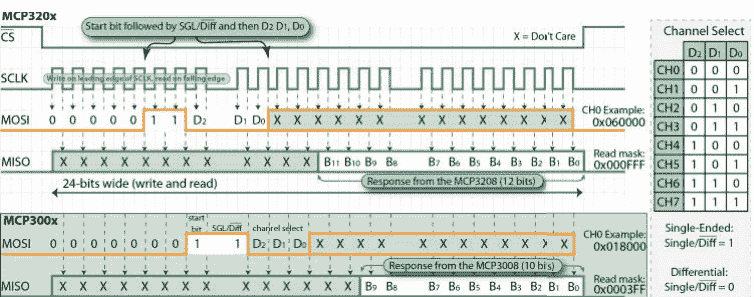 MCP320x
CS
Start bit followed by SGL/Diff and then D2 D1, D0
X = Don't Care
SCLK
Write on leading edge of SCLK, read on falling edge
MOSI 0 0 0 0 0 1 1 D2 D1 D0 X X X X X X X X X X X X X X
CH0 Example:
0x060000
MISO X X X X X X X X X X X X B11 B10 B9 B8 B7 B6 B5 B4 B3 B2 B1 B0
Read mask:
0x000FFF
24-bits wide (write and read)
Response from the MCP3208 (12 bits)
MCP300x
start
bit
SGL/Diff
channel select
MOSI 0 0 0 0 0 0 0 1 1 D2 D1 D0 X X X X X X X X X X X X
CH0 Example:
0x018000
Response from the MCP3008 (10 bits)
MISO X X X X X X X X X X X X X X B9 B8 B7 B6 B5 B4 B3 B2 B1 B0
Read mask:
0x0003FF
Channel Select
D2 D1 D0
CH0 0 0 0
CH1 0 0 1
CH2 0 1 0
CH3 0 1 1
CH4 1 0 0
CH5 1 0 1
CH6 1 1 0
CH7 1 1 1
Single-Ended:
Single/Diff = 1
Differential:
Single/Diff = 0